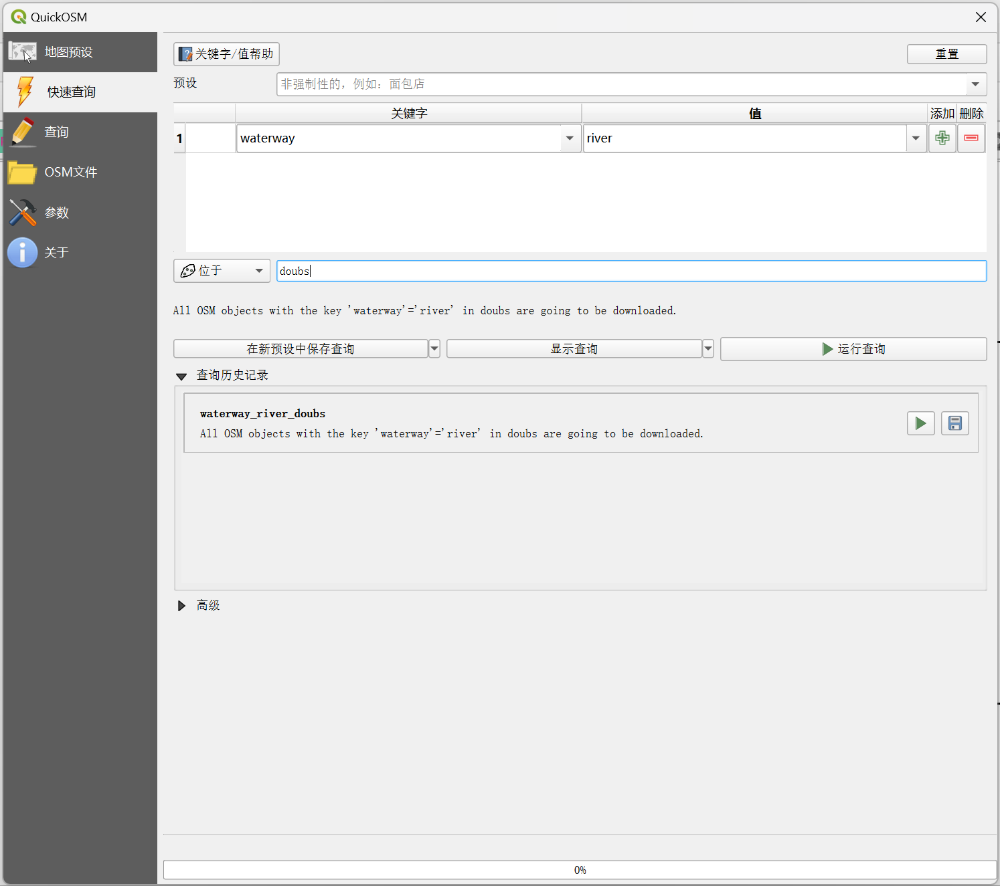 QuickOSM
地图预设
快速查询
查询
OSM文件
参数
关于
关键字/值帮助
重置
预设
非强制性的，例如：面包店
关键字 值 添加 删除
1 waterway river
位于 doubs
All OSM objects with the key 'waterway'='river' in doubs are going to be downloaded.
在新预设中保存查询 显示查询 运行查询
查询历史记录
waterway_river_doubs
All OSM objects with the key 'waterway'='river' in doubs are going to be downloaded.
高级
0%